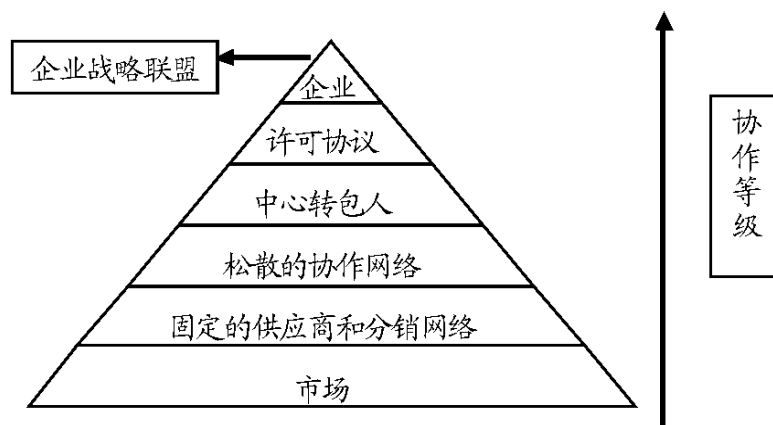 企业战略联盟
企业
许可协议
中心转包人
松散的协作网络
固定的供应商和分销网络
市场
协
作
等
级